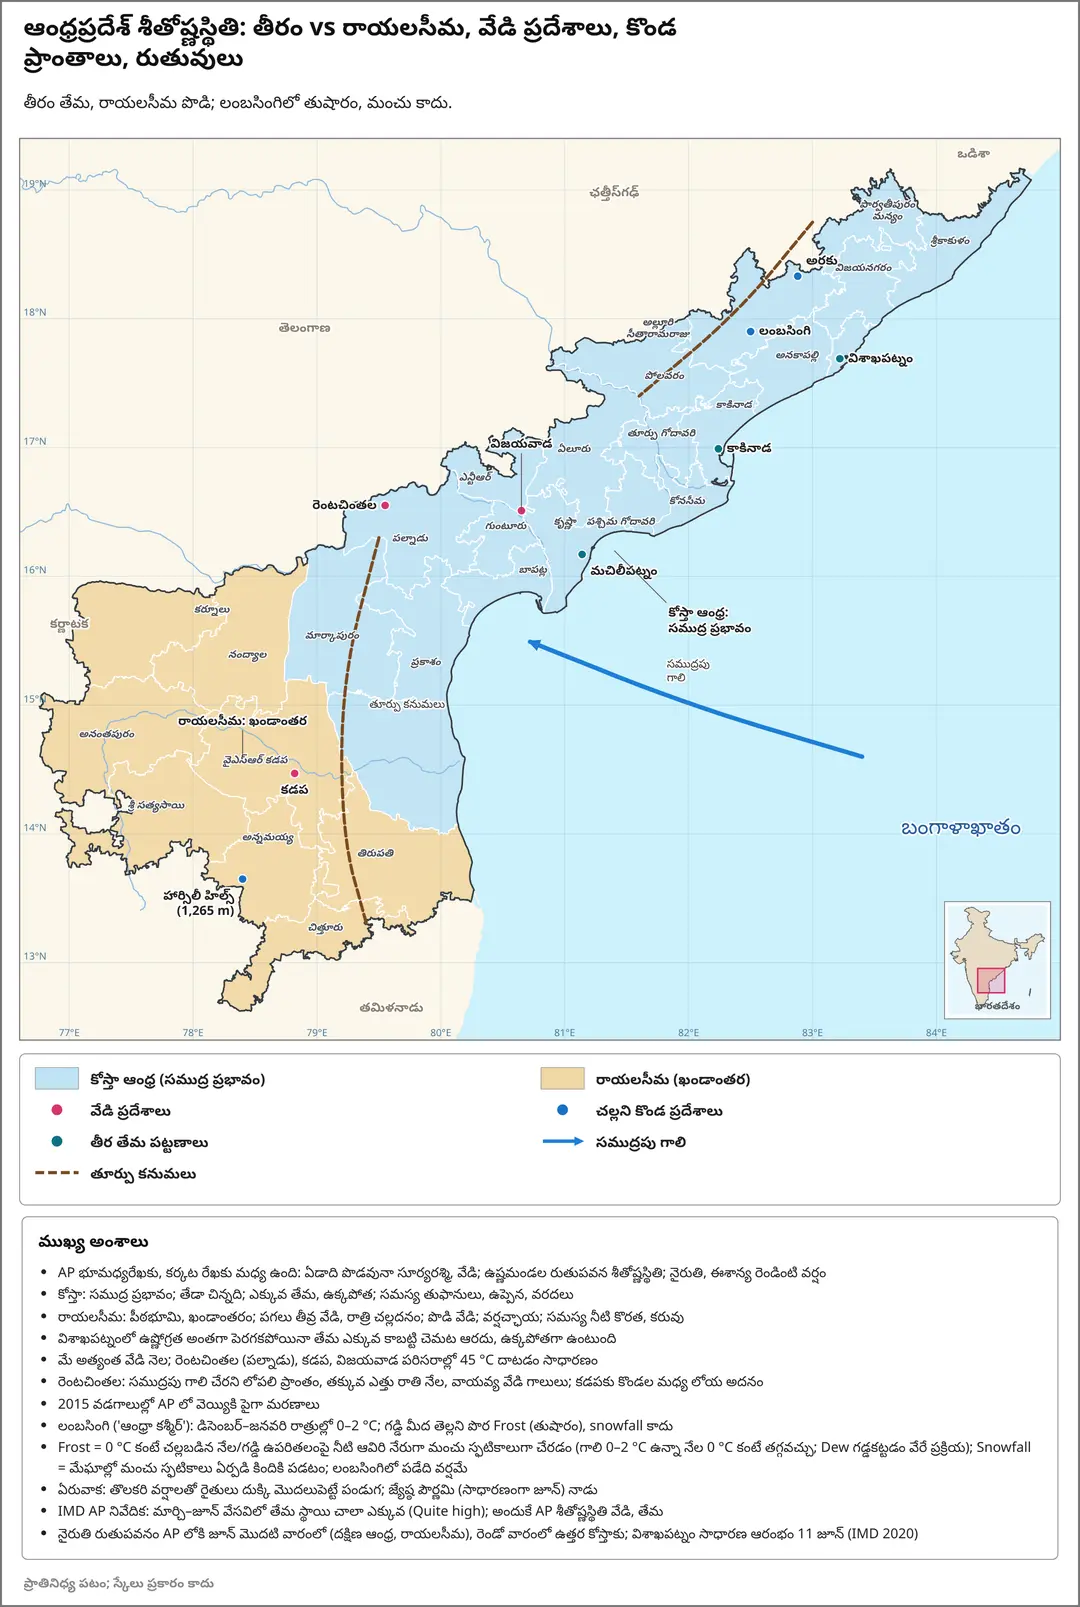 ఆంధ్రప్రదేశ్ శీతోష్ణస్థితి: తీరం vs రాయలసీమ, వేడి ప్రదేశాలు, కొండ
ప్రాంతాలు, రుతువులు
తీరం తేమ, రాయలసీమ పొడి; లంబసింగిలో తుషారం, మంచు కాదు.
ఒడిశా
19°N
ఛత్తీస్‌గఢ్
పార్వతీపురం
మన్యం
శ్రీకాకుళం
అరకు
విజయనగరం
18°N
తెలంగాణ
అల్లూరి
సీతారామరాజు
లంబసింగి
అనకాపల్లి
విశాఖపట్నం
పోలవరం
కాకినాడ
17°N
విజయవాడ
ఏలూరు
తూర్పు గోదావరి
కాకినాడ
ఎన్టీఆర్
రెంటచింతల
కోనసీమ
గుంటూరు
కృష్ణా
పశ్చిమ గోదావరి
పల్నాడు
16°N
బాపట్ల
మచిలీపట్నం
కర్నూలు
కర్ణాటక
కోస్తా ఆంధ్ర:
సముద్ర ప్రభావం
మార్కాపురం
నంద్యాల
ప్రకాశం
సముద్రపు
గాలి
15°N
తూర్పు కనుమలు
రాయలసీమ: ఖండాంతర
అనంతపురం
వైఎస్ఆర్ కడప
కడప
శ్రీ సత్యసాయి
14°N
బంగాళాఖాతం
అన్నమయ్య
తిరుపతి
హార్సిలీ హిల్స్
(1,265 m)
చిత్తూరు
13°N
తమిళనాడు
భారతదేశం
77°E
78°E
79°E
80°E
81°E
82°E
83°E
84°E
కోస్తా ఆంధ్ర (సముద్ర ప్రభావం)
రాయలసీమ (ఖండాంతర)
వేడి ప్రదేశాలు
చల్లని కొండ ప్రదేశాలు
తీర తేమ పట్టణాలు
సముద్రపు గాలి
తూర్పు కనుమలు
ముఖ్య అంశాలు
• AP భూమధ్యరేఖకు, కర్కట రేఖకు మధ్య ఉంది: ఏడాది పొడవునా సూర్యరశ్మి, వేడి; ఉష్ణమండల రుతుపవన శీతోష్ణస్థితి; నైరుతి, ఈశాన్య రెండింటి వర్షం
• కోస్తా: సముద్ర ప్రభావం; తేడా చిన్నది; ఎక్కువ తేమ, ఉక్కపోత; సమస్య తుఫానులు, ఉప్పెన, వరదలు
• రాయలసీమ: పీఠభూమి, ఖండాంతరం; పగలు తీవ్ర వేడి, రాత్రి చల్లదనం; పొడి వేడి; వర్షచ్ఛాయ; సమస్య నీటి కొరత, కరువు
• విశాఖపట్నంలో ఉష్ణోగ్రత అంతగా పెరగకపోయినా తేమ ఎక్కువ కాబట్టి చెమట ఆరదు, ఉక్కపోతగా ఉంటుంది
• మే అత్యంత వేడి నెల; రెంటచింతల (పల్నాడు), కడప, విజయవాడ పరిసరాల్లో 45 °C దాటడం సాధారణం
• రెంటచింతల: సముద్రపు గాలి చేరని లోపలి ప్రాంతం, తక్కువ ఎత్తు రాతి నేల, వాయవ్య వేడి గాలులు; కడపకు కొండల మధ్య లోయ అదనం
• 2015 వడగాలుల్లో AP లో వెయ్యికి పైగా మరణాలు
• లంబసింగి ('ఆంధ్రా కశ్మీర్'): డిసెంబర్–జనవరి రాత్రుల్లో 0–2 °C; గడ్డి మీద తెల్లని పొర Frost (తుషారం), snowfall కాదు
• Frost = 0 °C కంటే చల్లబడిన నేల/గడ్డి ఉపరితలంపై నీటి ఆవిరి నేరుగా మంచు స్ఫటికాలుగా చేరడం (గాలి 0–2 °C ఉన్నా నేల 0 °C కంటే తగ్గవచ్చు; Dew గడ్డకట్టడం వేరే ప్రక్రియ); Snowfall
= మేఘాల్లో మంచు స్ఫటికాలు ఏర్పడి కిందికి పడటం; లంబసింగిలో పడేది వర్షమే
• ఏరువాక: తొలకరి వర్షాలతో రైతులు దుక్కి మొదలుపెట్టే పండుగ; జ్యేష్ఠ పౌర్ణమి (సాధారణంగా జూన్) నాడు
• IMD AP నివేదిక: మార్చి–జూన్ వేసవిలో తేమ స్థాయి చాలా ఎక్కువ (Quite high); అందుకే AP శీతోష్ణస్థితి వేడి, తేమ
• నైరుతి రుతుపవనం AP లోకి జూన్ మొదటి వారంలో (దక్షిణ ఆంధ్ర, రాయలసీమ), రెండో వారంలో ఉత్తర కోస్తాకు; విశాఖపట్నం సాధారణ ఆరంభం 11 జూన్ (IMD 2020)
ప్రాతినిధ్య పటం; స్కేలు ప్రకారం కాదు